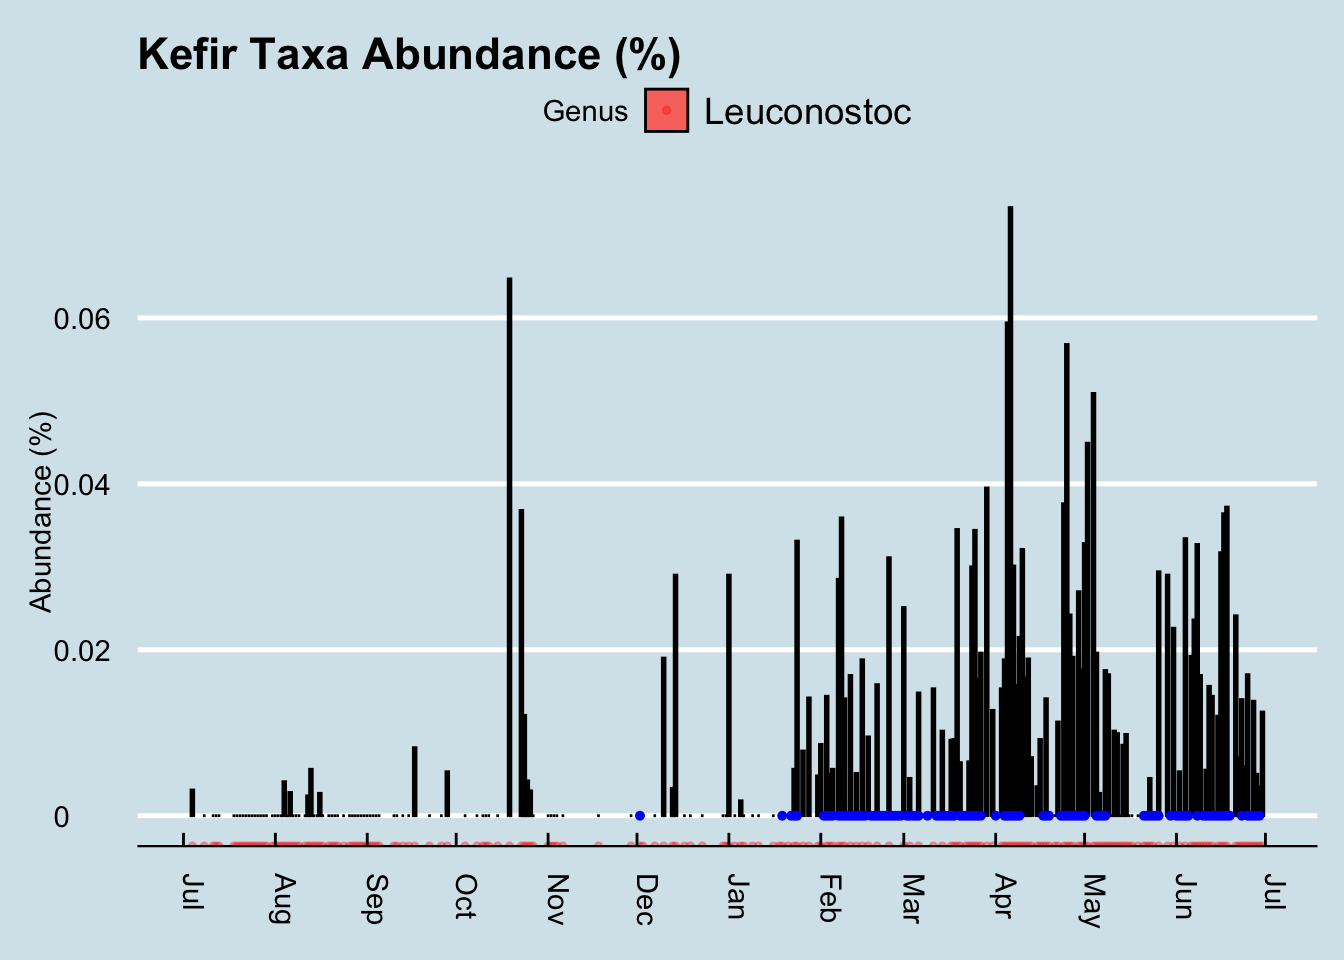 Kefir Taxa Abundance (%)
Genus Leuconostoc
Abundance (%)
0.06
0.04
0.02
0
Jul Aug Sep Oct Nov Dec Jan Feb Mar Apr May Jun Jul